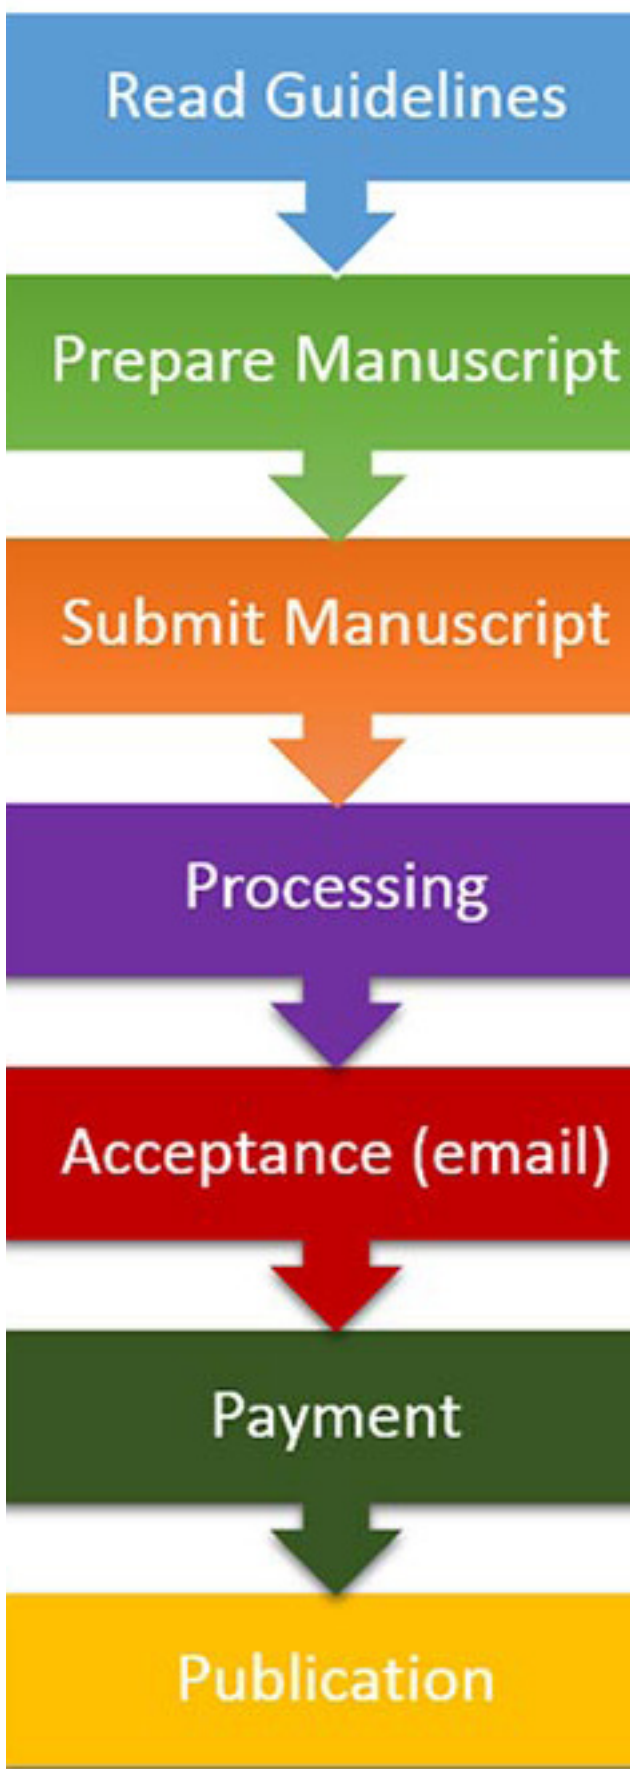 Read Guidelines
Prepare Manuscript
Submit Manuscript
Processing
Acceptance (email)
Payment
Publication